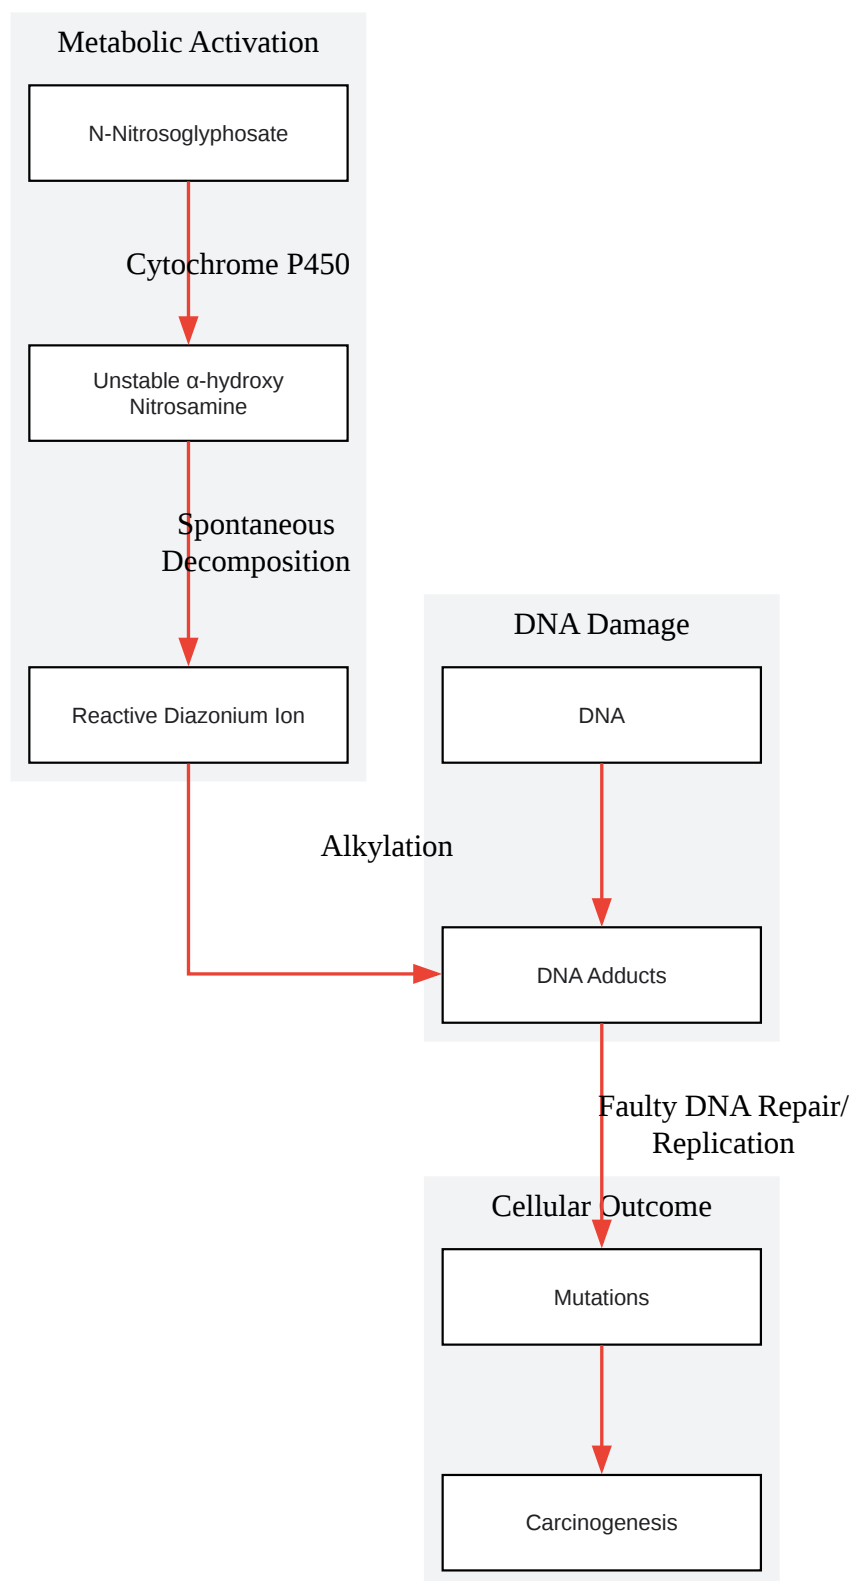 Metabolic Activation
N-Nitrosoglyphosate
Cytochrome P450
Unstable α-hydroxy
Nitrosamine
Spontaneous
Decomposition
Reactive Diazonium Ion
DNA Damage
DNA
Alkylation
DNA Adducts
Faulty DNA Repair/
Replication
Cellular Outcome
Mutations
Carcinogenesis